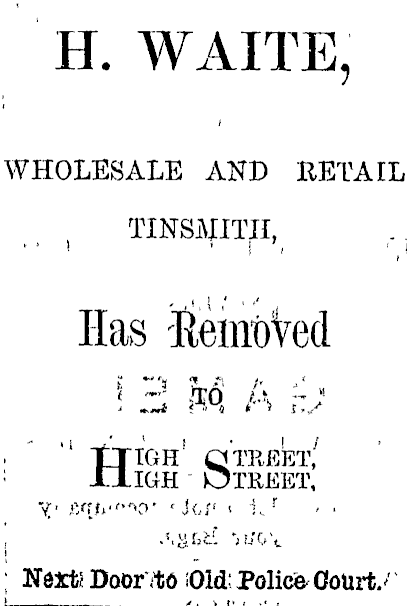 H. WAITE,
WHOLESALE AND RETAIL
TINSMITH,
Has Removed
TO
HIGH STREET,
HIGH STREET,
Next Door to Old Police Court.